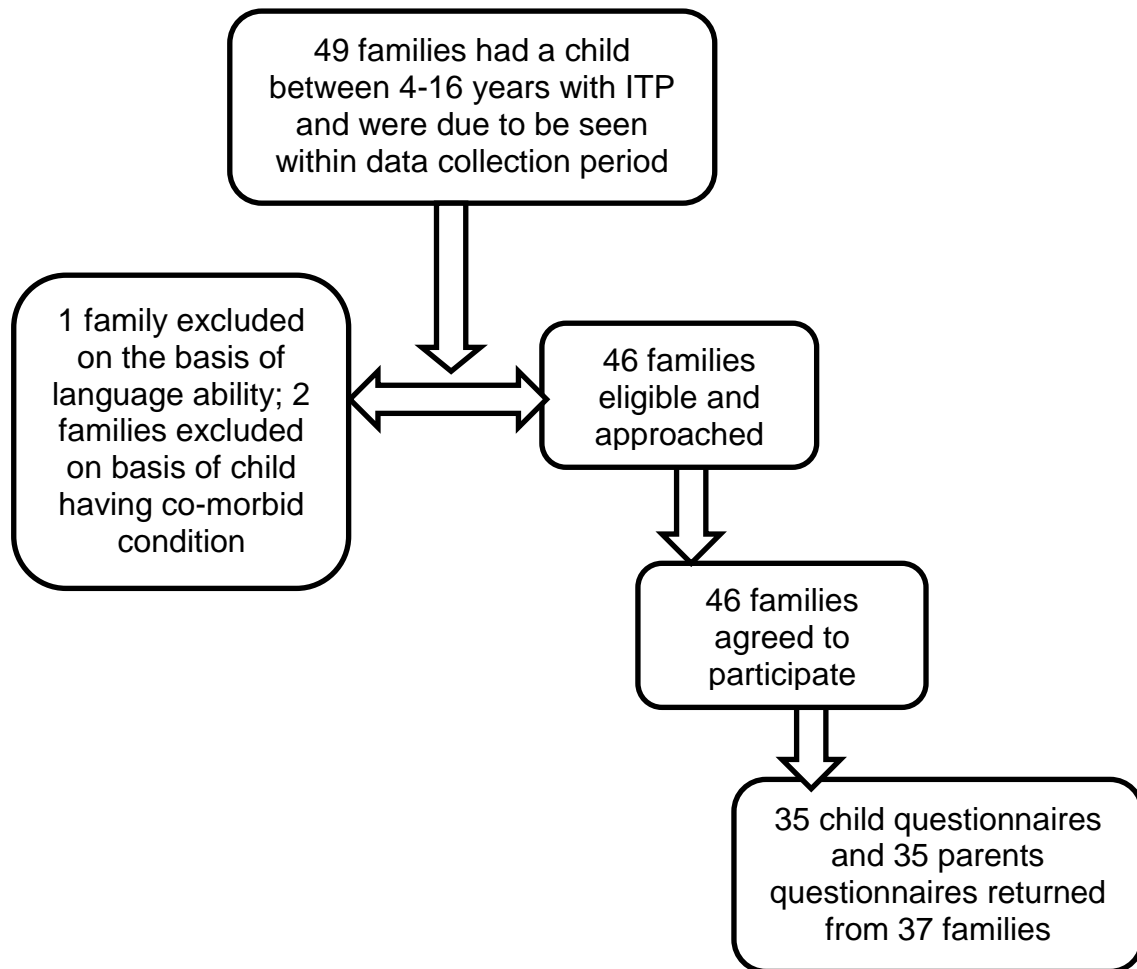 49 families had a child
between 4-16 years with ITP
and were due to be seen
within data collection period
1 family excluded
on the basis of
language ability; 2
families excluded
on basis of child
having co-morbid
condition
46 families
eligible and
approached
46 families
agreed to
participate
35 child questionnaires
and 35 parents
questionnaires returned
from 37 families